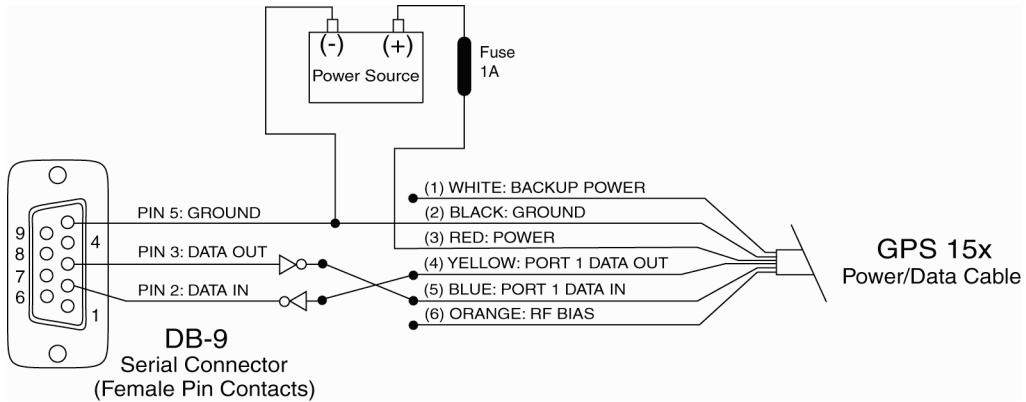 (-) (+)
Power Source
Fuse
1A
(1) WHITE: BACKUP POWER
PIN 5: GROUND
(2) BLACK: GROUND
(3) RED: POWER
PIN 3: DATA OUT
(4) YELLOW: PORT 1 DATA OUT
PIN 2: DATA IN
(5) BLUE: PORT 1 DATA IN
(6) ORANGE: RF BIAS
9
8
7
6
4
1
GPS 15x
Power/Data Cable
DB-9
Serial Connector
(Female Pin Contacts)